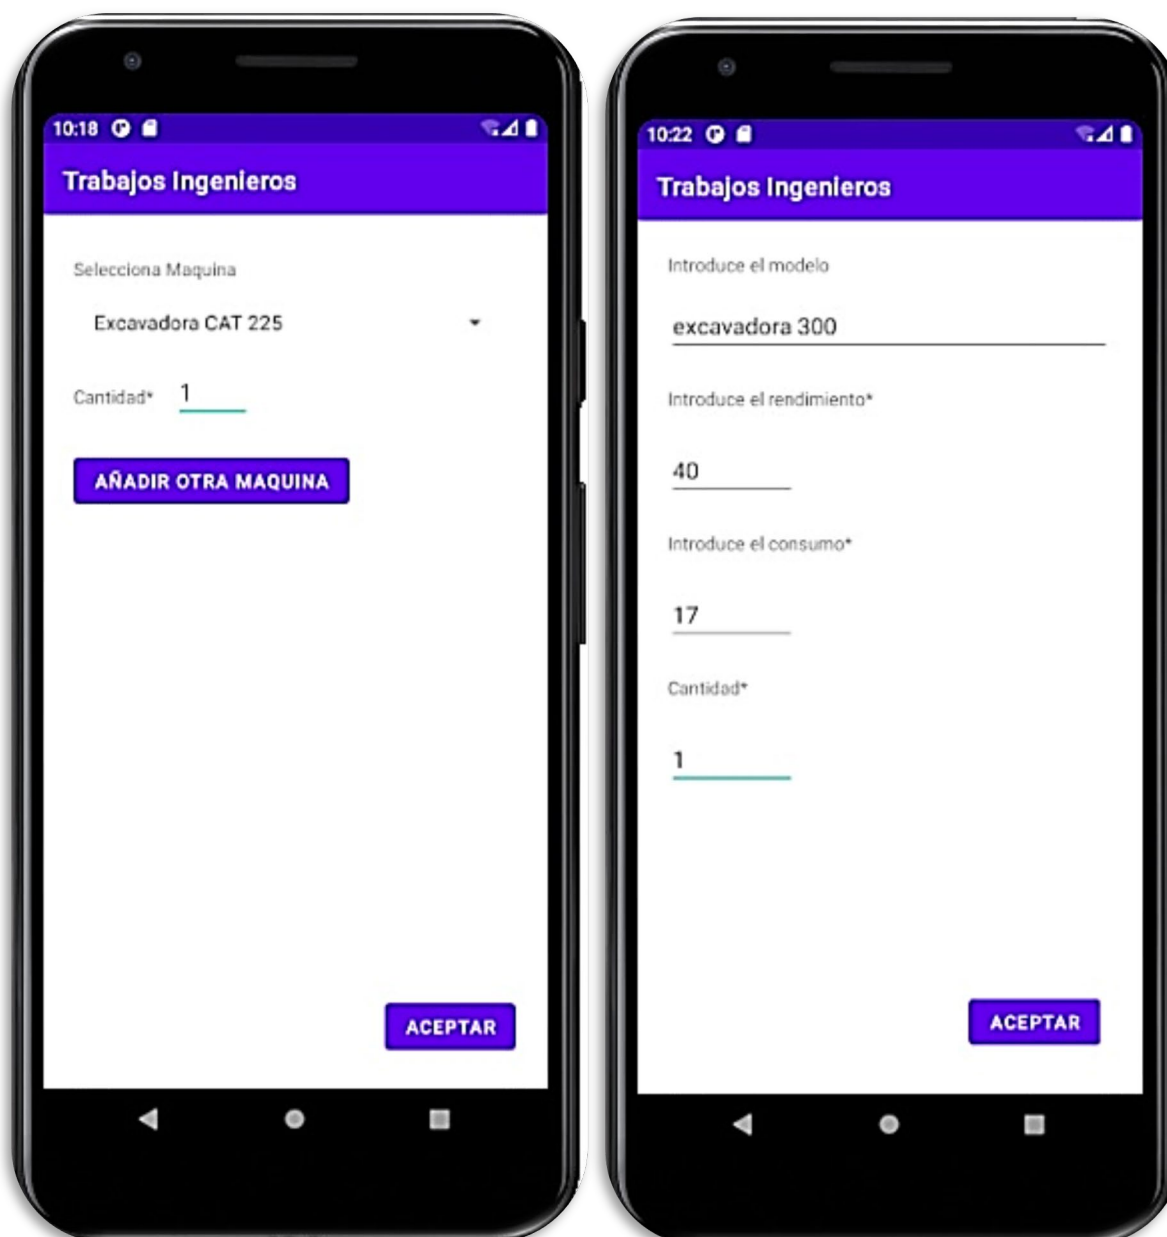 10:18
Trabajos Ingenieros
Selecciona Maquina
Excavadora CAT 225
Cantidad* 1
AÑADIR OTRA MAQUINA
ACEPTAR
10:22
Trabajos Ingenieros
Introduce el modelo
excavadora 300
Introduce el rendimiento*
40
Introduce el consumo*
17
Cantidad*
1
ACEPTAR